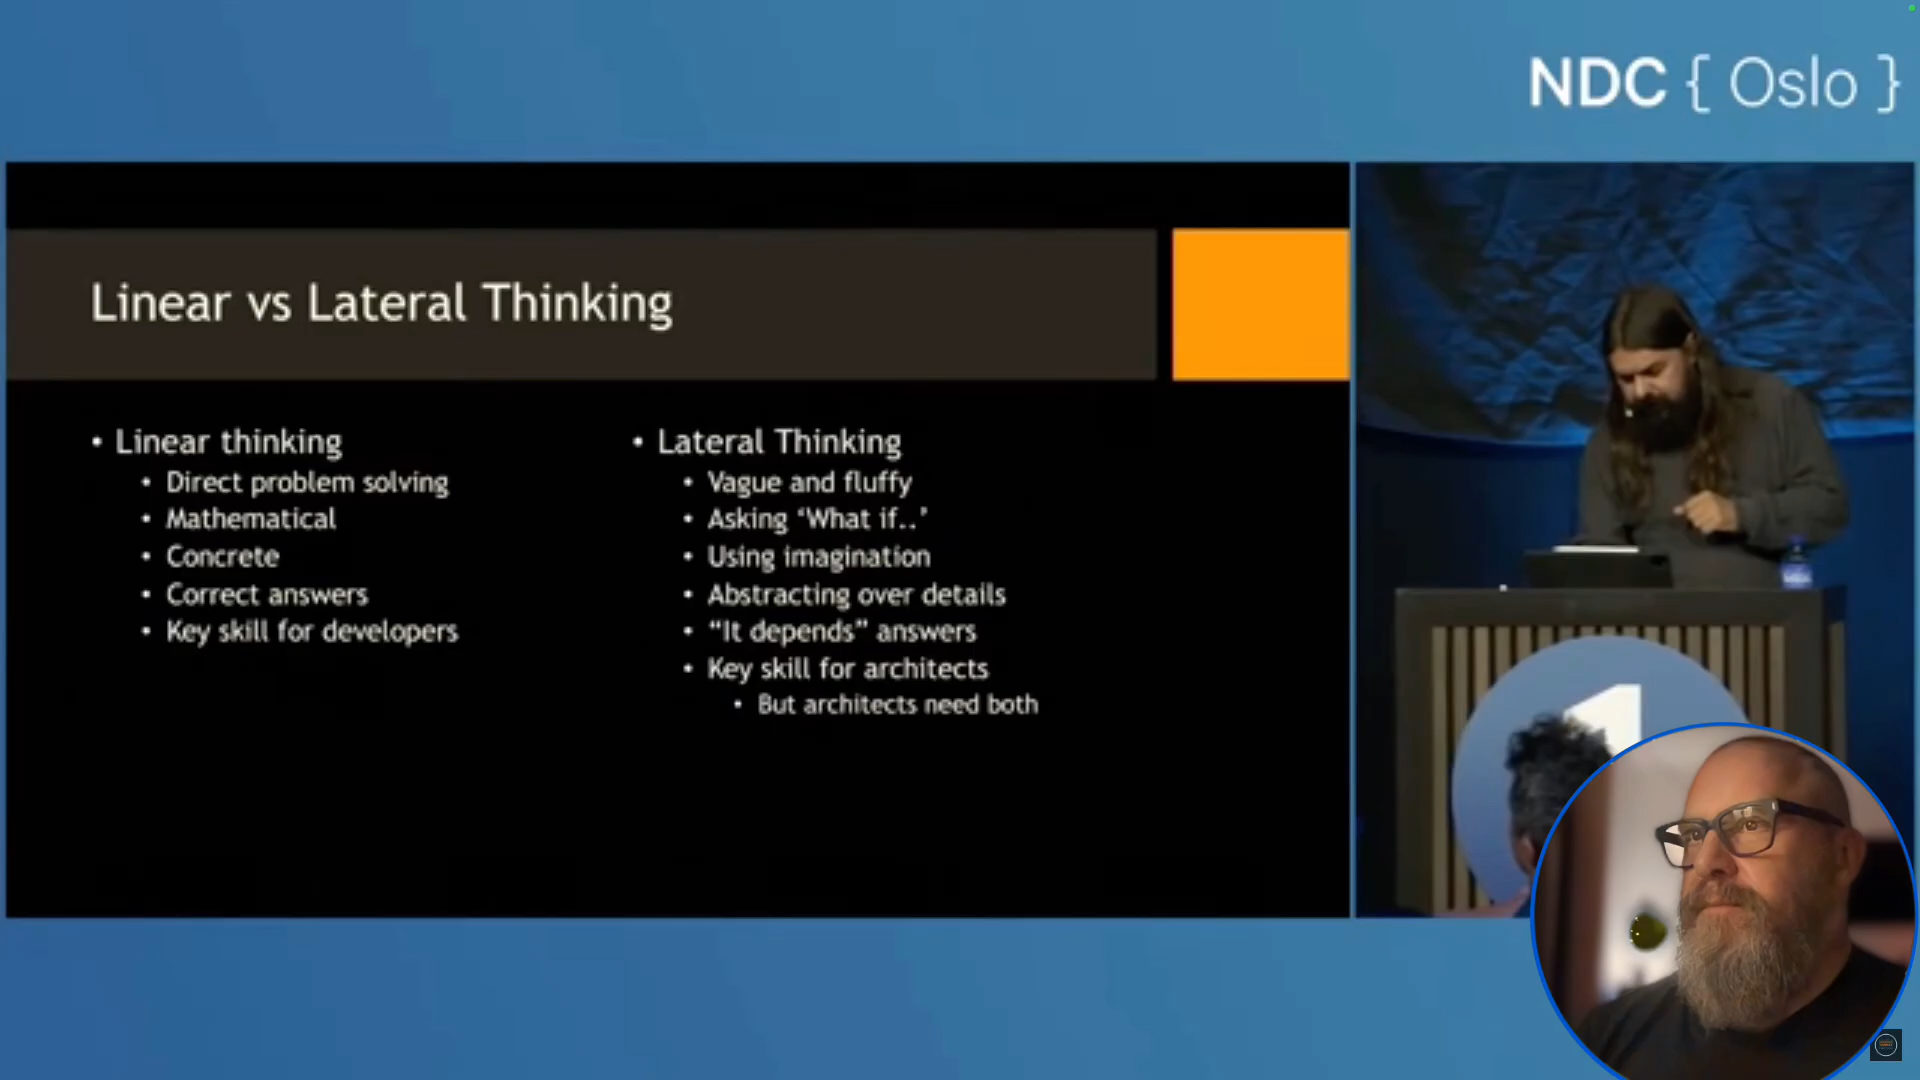 NDC { Oslo }
Linear vs Lateral Thinking
• Linear thinking
• Direct problem solving
• Mathematical
• Concrete
• Correct answers
• Key skill for developers
• Lateral Thinking
• Vague and fluffy
• Asking ‘What if..’
• Using imagination
• Abstracting over details
• “It depends” answers
• Key skill for architects
• But architects need both
1